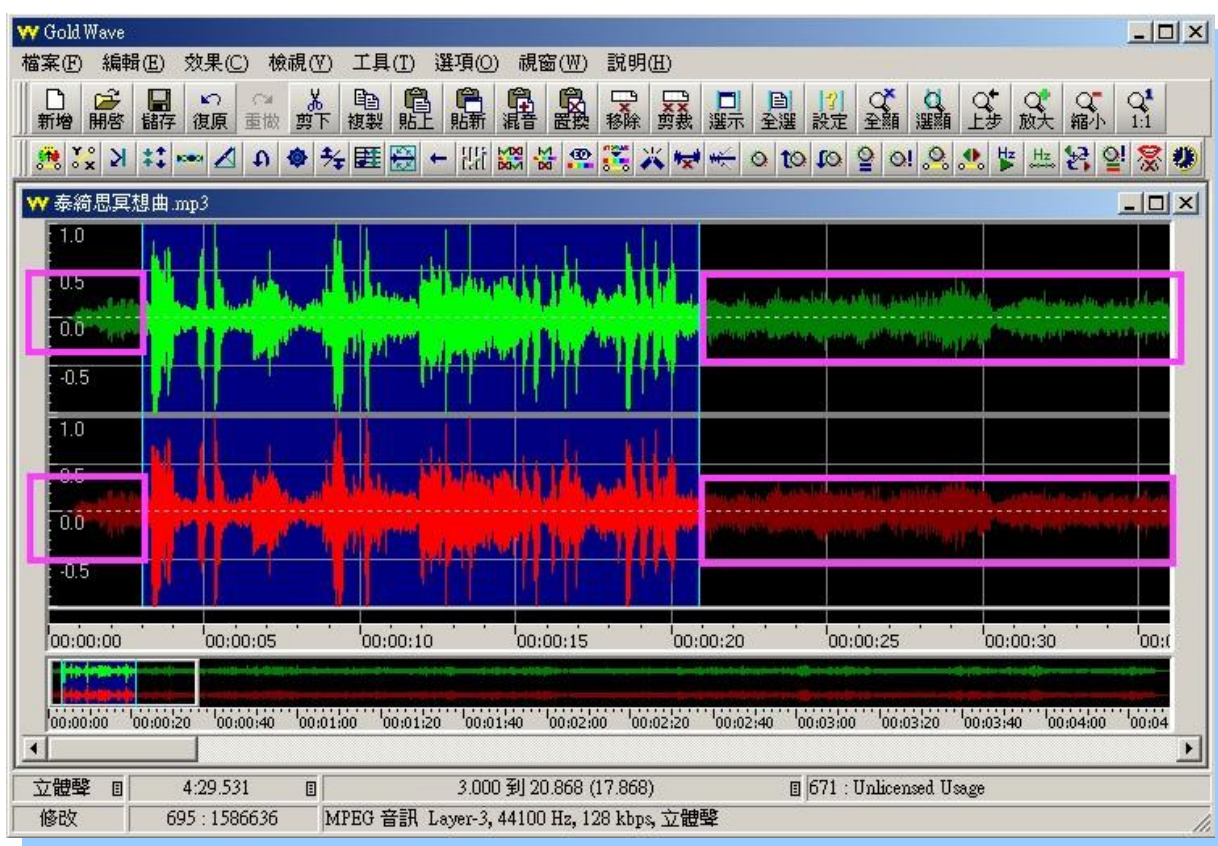 Gold Wave
檔案(F) 編輯(E) 效果(C) 檢視(V) 工具(T) 選項(O) 視窗(W) 說明(H)
新增 開啓 儲存 復原 重做 剪下 複製 貼上 貼新 混音 置換 移除 剪裁 選示 全選 設定 全顯 選顯 上步 放大 縮小 1:1
Hz Hz
泰綺思冥想曲.mp3
1.0
0.5
0.0
-0.5
1.0
0.5
0.0
-0.5
00:00:00 00:00:05 00:00:10 00:00:15 00:00:20 00:00:25 00:00:30 00:0
00:00:00 00:00:20 00:00:40 00:01:00 00:01:20 00:01:40 00:02:00 00:02:20 00:02:40 00:03:00 00:03:20 00:03:40 00:04:00 00:04
立體聲 4:29.531 3.000 到 20.868 (17.868) 671 : Unlicensed Usage
修改 695 : 1586636 MPEG 音訊 Layer-3, 44100 Hz, 128 kbps, 立體聲